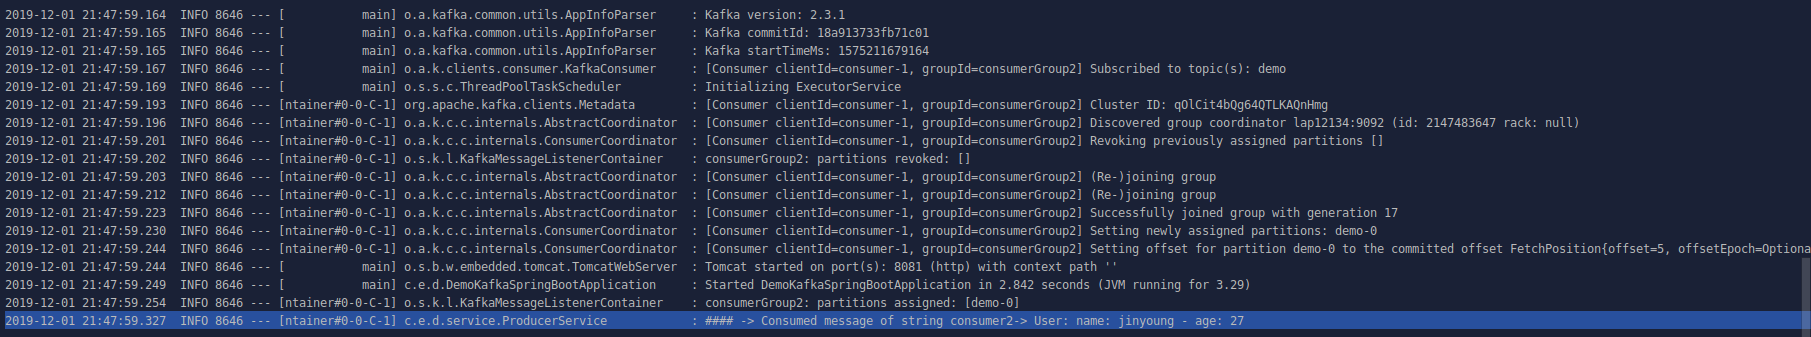 2019-12-01 21:47:59.164  INFO 8646 --- [           main] o.a.kafka.common.utils.AppInfoParser     : Kafka version: 2.3.1
2019-12-01 21:47:59.165  INFO 8646 --- [           main] o.a.kafka.common.utils.AppInfoParser     : Kafka commitId: 18a913733fb71c01
2019-12-01 21:47:59.165  INFO 8646 --- [           main] o.a.kafka.common.utils.AppInfoParser     : Kafka startTimeMs: 1575211679164
2019-12-01 21:47:59.167  INFO 8646 --- [           main] o.a.k.clients.consumer.KafkaConsumer     : [Consumer clientId=consumer-1, groupId=consumerGroup2] Subscribed to topic(s): demo
2019-12-01 21:47:59.169  INFO 8646 --- [           main] o.s.s.c.ThreadPoolTaskScheduler          : Initializing ExecutorService
2019-12-01 21:47:59.193  INFO 8646 --- [ntainer#0-0-C-1] org.apache.kafka.clients.Metadata        : [Consumer clientId=consumer-1, groupId=consumerGroup2] Cluster ID: qOlCit4bQg64QTLKAQnHmg
2019-12-01 21:47:59.196  INFO 8646 --- [ntainer#0-0-C-1] o.a.k.c.c.internals.AbstractCoordinator  : [Consumer clientId=consumer-1, groupId=consumerGroup2] Discovered group coordinator lap12134:9092 (id: 2147483647 rack: null)
2019-12-01 21:47:59.201  INFO 8646 --- [ntainer#0-0-C-1] o.a.k.c.c.internals.ConsumerCoordinator  : [Consumer clientId=consumer-1, groupId=consumerGroup2] Revoking previously assigned partitions []
2019-12-01 21:47:59.202  INFO 8646 --- [ntainer#0-0-C-1] o.s.k.l.KafkaMessageListenerContainer    : consumerGroup2: partitions revoked: []
2019-12-01 21:47:59.203  INFO 8646 --- [ntainer#0-0-C-1] o.a.k.c.c.internals.AbstractCoordinator  : [Consumer clientId=consumer-1, groupId=consumerGroup2] (Re-)joining group
2019-12-01 21:47:59.212  INFO 8646 --- [ntainer#0-0-C-1] o.a.k.c.c.internals.AbstractCoordinator  : [Consumer clientId=consumer-1, groupId=consumerGroup2] (Re-)joining group
2019-12-01 21:47:59.223  INFO 8646 --- [ntainer#0-0-C-1] o.a.k.c.c.internals.AbstractCoordinator  : [Consumer clientId=consumer-1, groupId=consumerGroup2] Successfully joined group with generation 17
2019-12-01 21:47:59.230  INFO 8646 --- [ntainer#0-0-C-1] o.a.k.c.c.internals.ConsumerCoordinator  : [Consumer clientId=consumer-1, groupId=consumerGroup2] Setting newly assigned partitions: demo-0
2019-12-01 21:47:59.244  INFO 8646 --- [ntainer#0-0-C-1] o.a.k.c.c.internals.ConsumerCoordinator  : [Consumer clientId=consumer-1, groupId=consumerGroup2] Setting offset for partition demo-0 to the committed offset FetchPosition{offset=5, offsetEpoch=Optiona
2019-12-01 21:47:59.244  INFO 8646 --- [           main] o.s.b.w.embedded.tomcat.TomcatWebServer  : Tomcat started on port(s): 8081 (http) with context path ''
2019-12-01 21:47:59.249  INFO 8646 --- [           main] c.e.d.DemoKafkaSpringBootApplication     : Started DemoKafkaSpringBootApplication in 2.842 seconds (JVM running for 3.29)
2019-12-01 21:47:59.254  INFO 8646 --- [ntainer#0-0-C-1] o.s.k.l.KafkaMessageListenerContainer    : consumerGroup2: partitions assigned: [demo-0]
2019-12-01 21:47:59.327  INFO 8646 --- [ntainer#0-0-C-1] c.e.d.service.ProducerService            : #### -> Consumed message of string consumer2-> User: name: jinyoung - age: 27